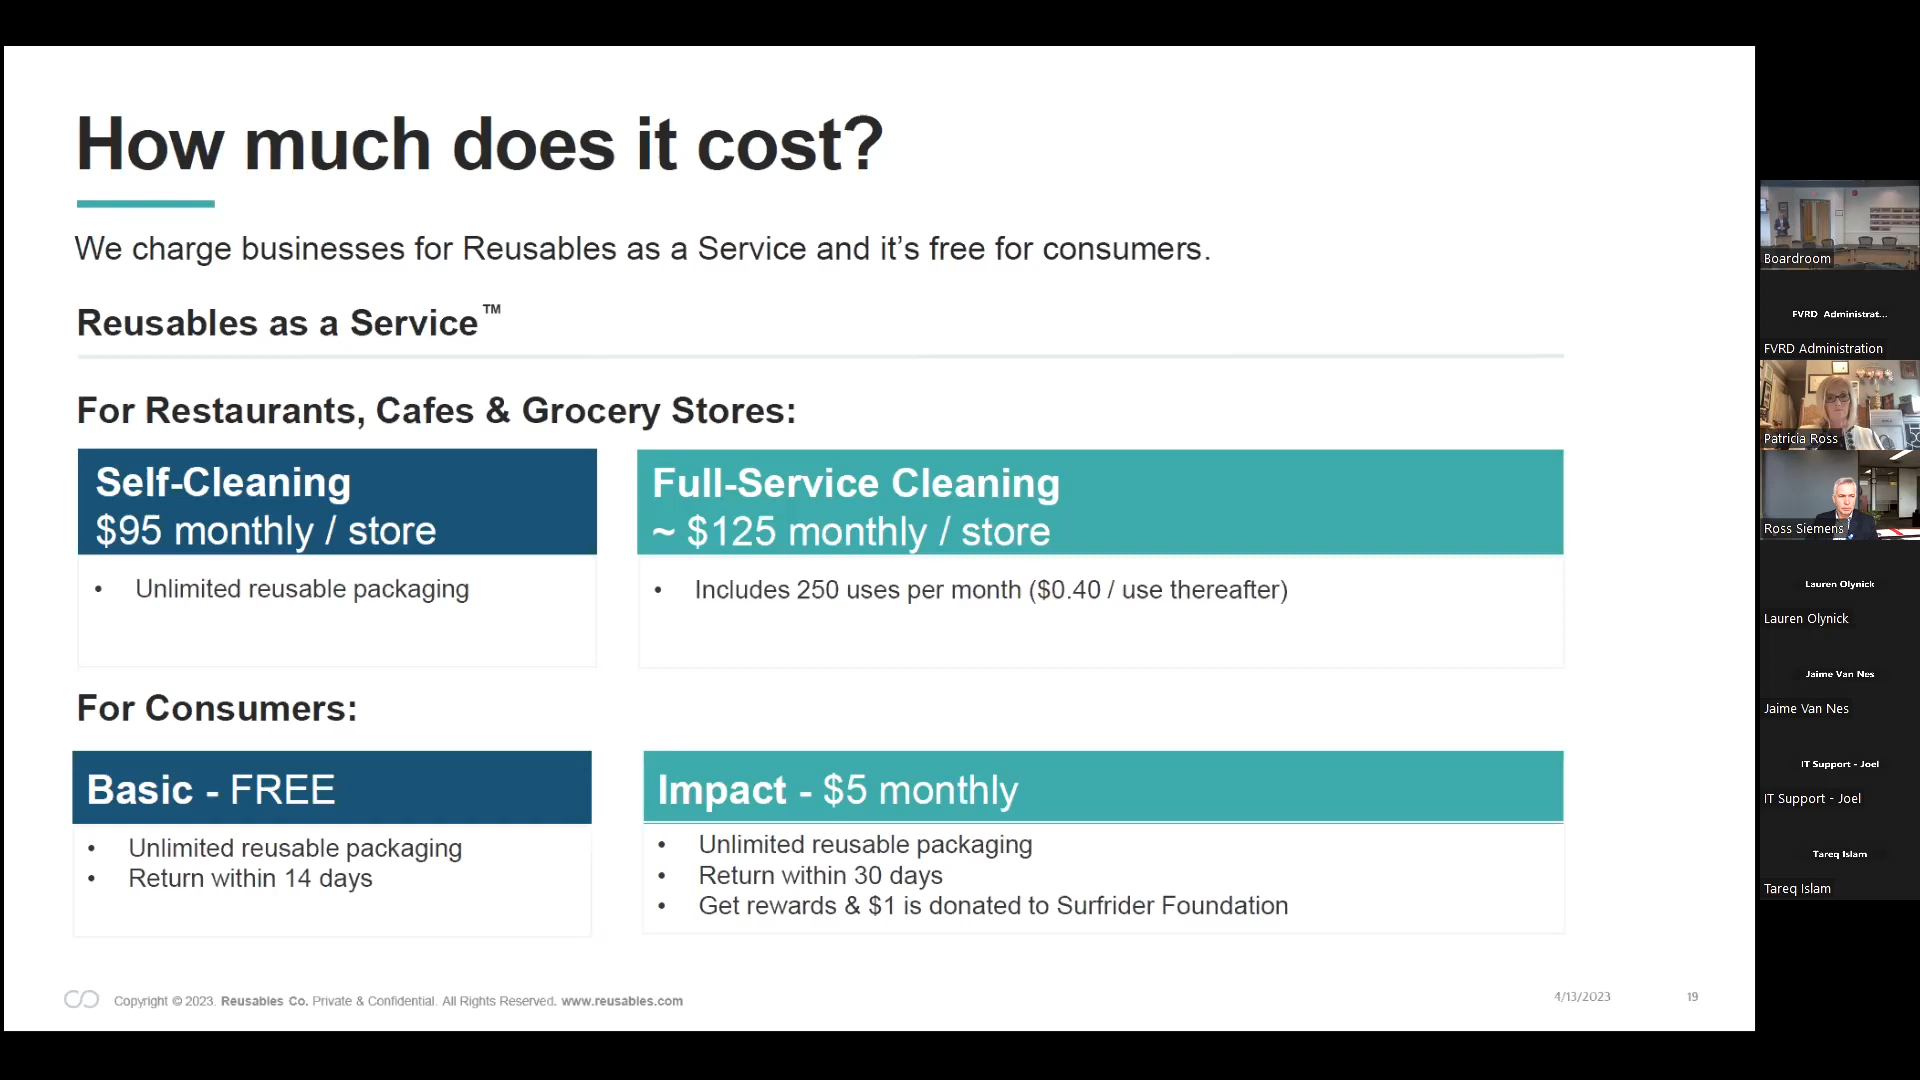 How much does it cost?
We charge businesses for Reusables as a Service and it’s free for consumers.
Reusables as a Service™
For Restaurants, Cafes & Grocery Stores:
Self-Cleaning
$95 monthly / store
• Unlimited reusable packaging
Full-Service Cleaning
~ $125 monthly / store
• Includes 250 uses per month ($0.40 / use thereafter)
For Consumers:
Basic - FREE
• Unlimited reusable packaging
• Return within 14 days
Impact - $5 monthly
• Unlimited reusable packaging
• Return within 30 days
• Get rewards & $1 is donated to Surfrider Foundation
Copyright © 2023. Reusables Co. Private & Confidential. All Rights Reserved. www.reusables.com
4/13/2023
19
Boardroom
FVRD Administrat...
FVRD Administration
Patricia Ross
Ross Siemens
Lauren Olynick
Lauren Olynick
Jaime Van Nes
Jaime Van Nes
IT Support - Joel
IT Support - Joel
Tareq Islam
Tareq Islam